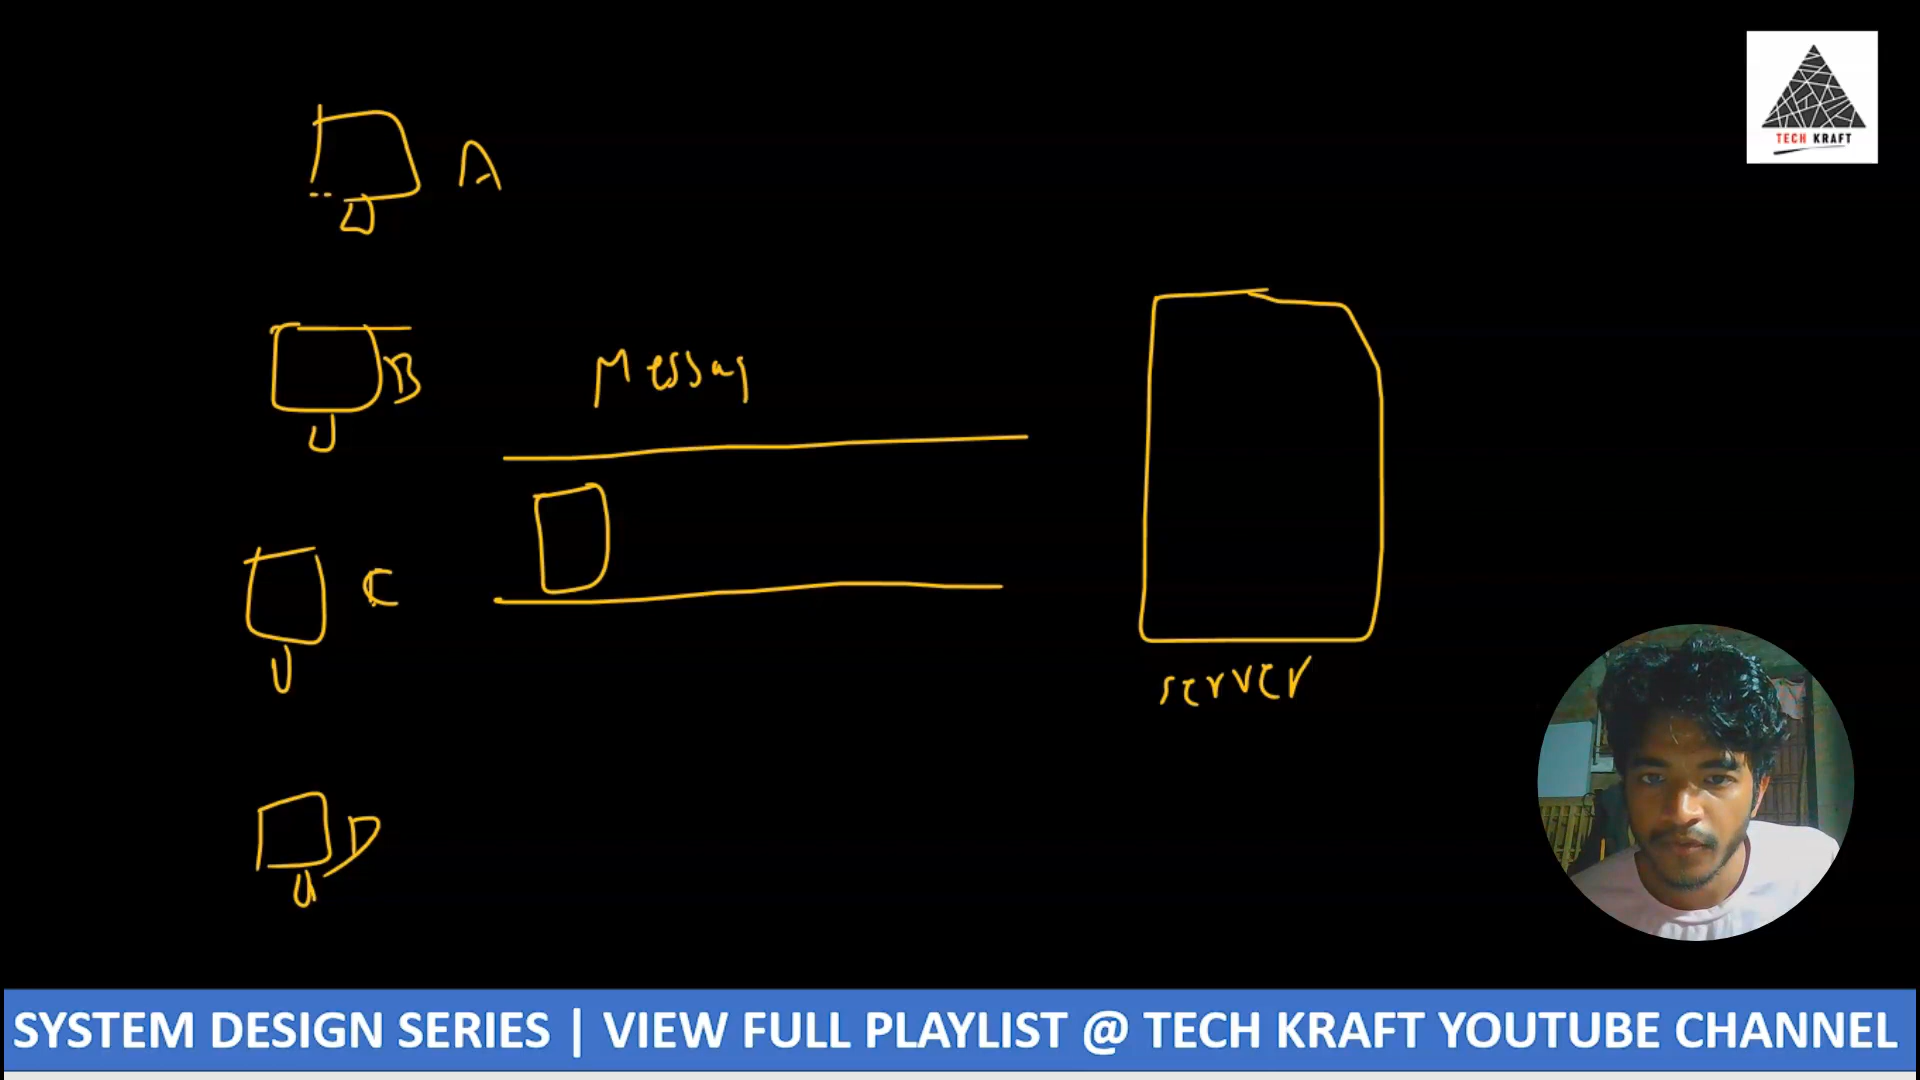 TECH KRAFT
A
B
Messag
C
server
D
SYSTEM DESIGN SERIES | VIEW FULL PLAYLIST @ TECH KRAFT YOUTUBE CHANNEL